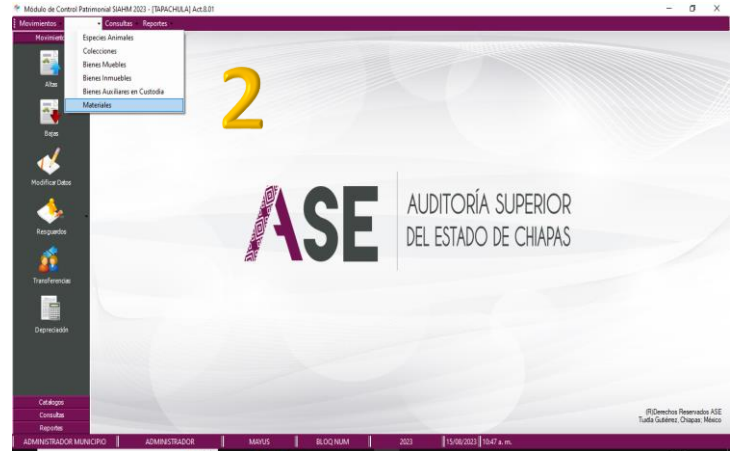 Módulo de Control Patrimonial SIAHM 2023 - [TAPACHULA] Act.8.01
Movimientos Consultas Reportes
Especies Animales
Colecciones
Bienes Muebles
Bienes Inmuebles
Bienes Auxiliares en Custodia
Materiales
Altas
Bajas
Modificar Datos
Resguardos
Transferencias
Depreciación
2
ASE
AUDITORÍA SUPERIOR
DEL ESTADO DE CHIAPAS
Catálogos
Consultas
Reportes
(R)Derechos Reservados ASE
Tuxtla Gutiérrez, Chiapas; México
ADMINISTRADOR MUNICIPIO ADMINISTRADOR MAYUS BLOQ NUM 2023 15/08/2023 10:47 a. m.